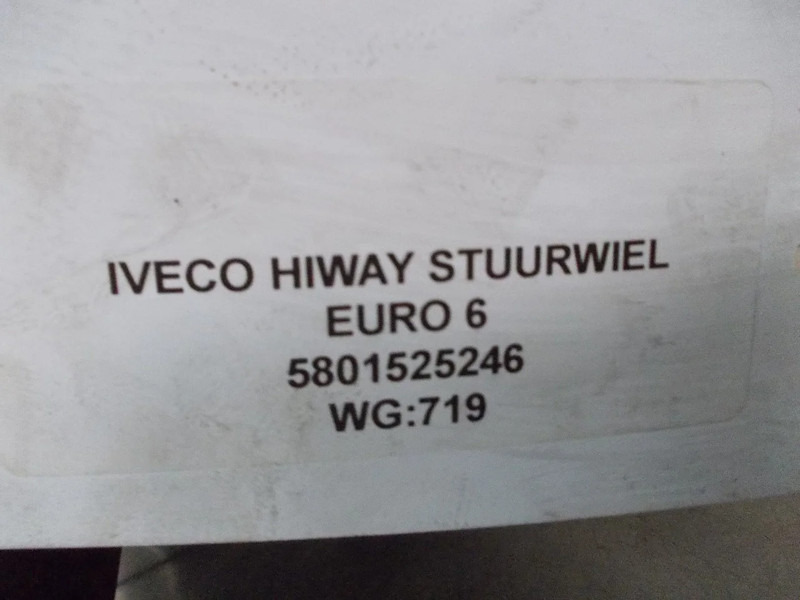 IVECO HIWAY STUURWIEL
EURO 6
5801525246
WG:719